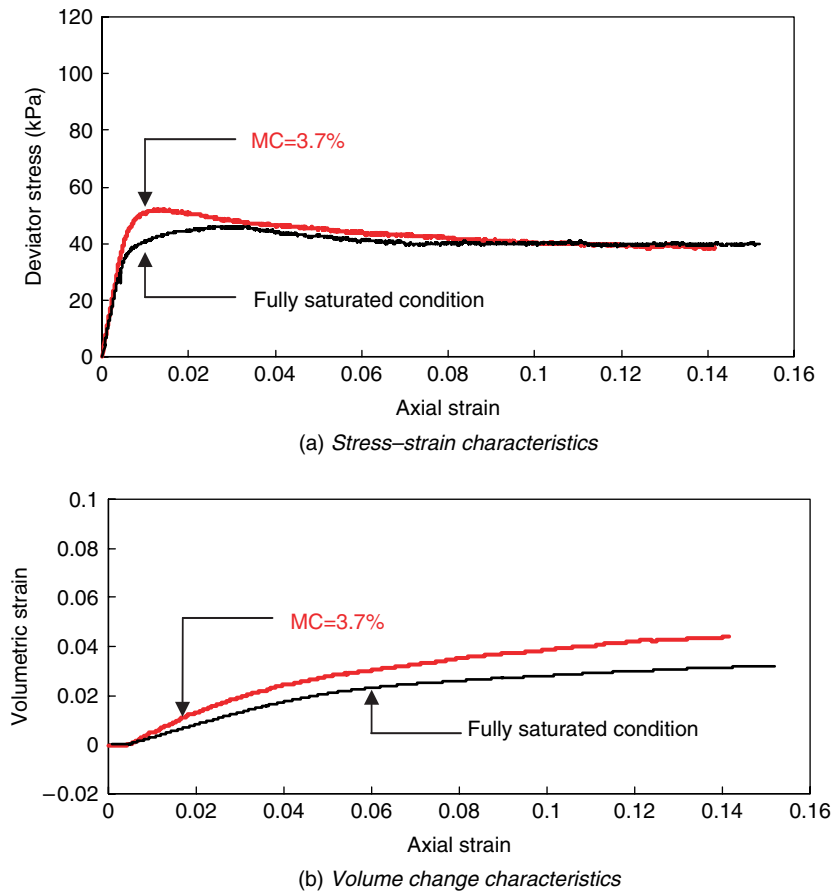 120
100
80
60
40
20
0
Deviator stress (kPa)
MC=3.7%
Fully saturated condition
0 0.02 0.04 0.06 0.08 0.1 0.12 0.14 0.16
Axial strain
(a) Stress–strain characteristics
0.1
0.08
0.06
0.04
0.02
0
−0.02
Volumetric strain
MC=3.7%
Fully saturated condition
0 0.02 0.04 0.06 0.08 0.1 0.12 0.14 0.16
Axial strain
(b) Volume change characteristics